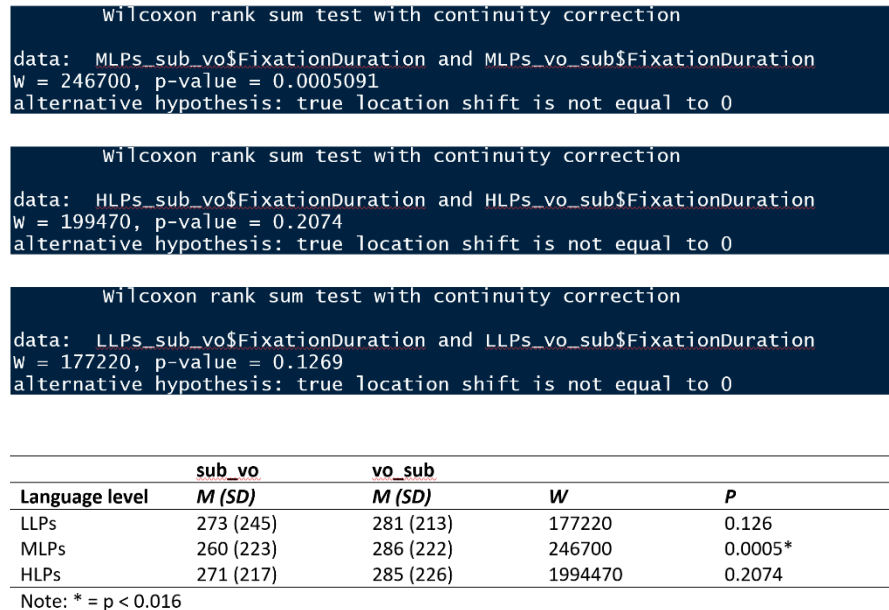 Wilcoxon rank sum test with continuity correction
data:  MLPs_sub_vo$FixationDuration and MLPs_vo_sub$FixationDuration
W = 246700, p-value = 0.0005091
alternative hypothesis: true location shift is not equal to 0
Wilcoxon rank sum test with continuity correction
data:  HLPs_sub_vo$FixationDuration and HLPs_vo_sub$FixationDuration
W = 199470, p-value = 0.2074
alternative hypothesis: true location shift is not equal to 0
Wilcoxon rank sum test with continuity correction
data:  LLPs_sub_vo$FixationDuration and LLPs_vo_sub$FixationDuration
W = 177220, p-value = 0.1269
alternative hypothesis: true location shift is not equal to 0
sub_vo vo_sub
Language level M (SD) M (SD) W P
LLPs 273 (245) 281 (213) 177220 0.126
MLPs 260 (223) 286 (222) 246700 0.0005*
HLPs 271 (217) 285 (226) 1994470 0.2074
Note: * = p < 0.016